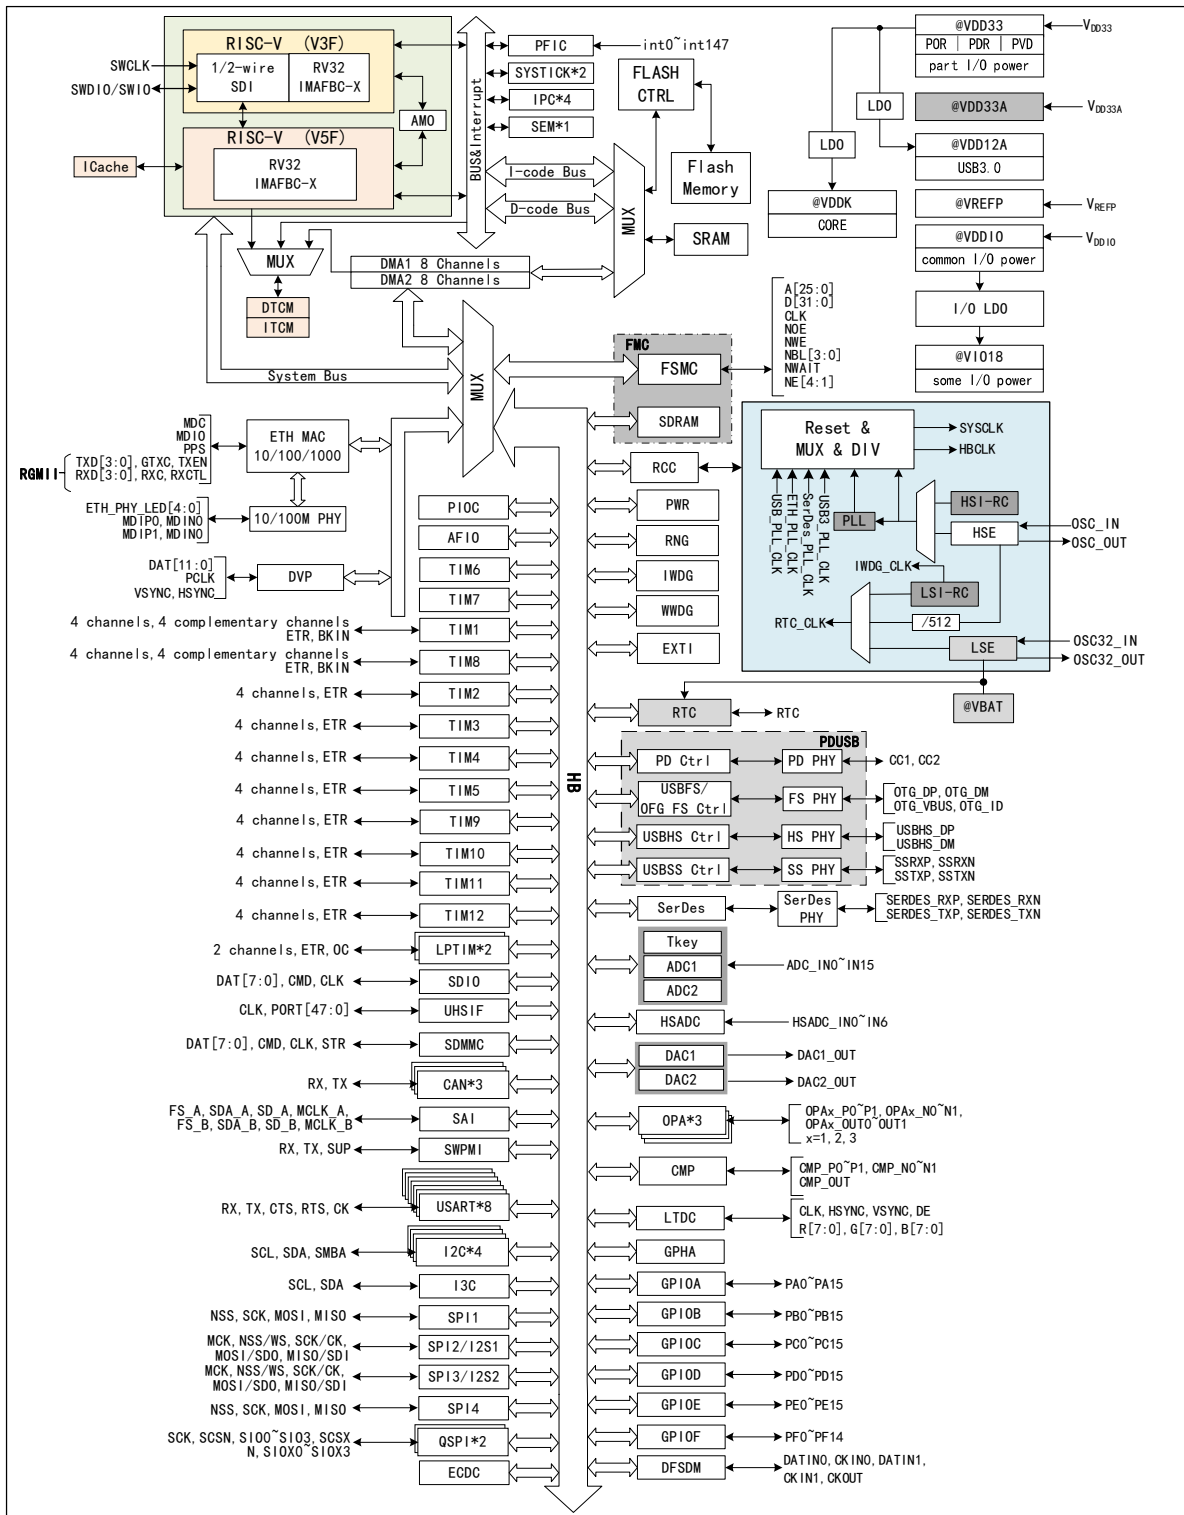 RISC-V (V3F)
SWCLK
SWDIO/SWIO
1/2-wire
SDI
RV32
IMAFBC-X
AMO
RISC-V (V5F)
ICache
RV32
IMAFBC-X
BUS&Interrupt
PFIC
int0~int147
SYSTICK*2
IPC*4
SEM*1
FLASH
CTRL
Flash
Memory
I-code Bus
D-code Bus
MUX
SRAM
MUX
DTCM
ITCM
DMA1 8 Channels
DMA2 8 Channels
System Bus
MUX
@VDD33
POR | PDR | PVD
part I/O power
VDD33
LDO
LDO
@VDD33A
VDD33A
@VDD12A
USB3.0
@VDDK
CORE
@VREFP
VREFP
@VDDIO
common I/O power
VDDIO
I/O LDO
@VIO18
some I/O power
FMC
FSMC
SDRAM
A[25:0]
D[31:0]
CLK
NOE
NWE
NBL[3:0]
NWAIT
NE[4:1]
MDC
MDIO
PPS
RGMII
TXD[3:0], GTXC, TXEN
RXD[3:0], RXC, RXCTL
ETH MAC
10/100/1000
ETH_PHY_LED[4:0]
MDIP0, MDIN0
MDIP1, MDIN0
10/100M PHY
DAT[11:0]
PCLK
VSYNC, HSYNC
DVP
Reset &
MUX & DIV
SYSCLK
HBCLK
USB_PLL_CLK
ETH_PLL_CLK
SerDes_PLL_CLK
USB3_PLL_CLK
PLL
HSI-RC
HSE
OSC_IN
OSC_OUT
IWDG_CLK
LSI-RC
RTC_CLK
/512
LSE
OSC32_IN
OSC32_OUT
@VBAT
HB
PIOC
AFIO
TIM6
TIM7
4 channels, 4 complementary channels
ETR, BKIN
TIM1
4 channels, 4 complementary channels
ETR, BKIN
TIM8
4 channels, ETR
TIM2
4 channels, ETR
TIM3
4 channels, ETR
TIM4
4 channels, ETR
TIM5
4 channels, ETR
TIM9
4 channels, ETR
TIM10
4 channels, ETR
TIM11
4 channels, ETR
TIM12
2 channels, ETR, OC
LPTIM*2
DAT[7:0], CMD, CLK
SDIO
CLK, PORT[47:0]
UHSIF
DAT[7:0], CMD, CLK, STR
SDMMC
RX, TX
CAN*3
FS_A, SDA_A, SD_A, MCLK_A,
FS_B, SDA_B, SD_B, MCLK_B
SAI
RX, TX, SUP
SWPMI
RX, TX, CTS, RTS, CK
USART*8
SCL, SDA, SMBA
I2C*4
SCL, SDA
I3C
NSS, SCK, MOSI, MISO
SPI1
MCK, NSS/WS, SCK/CK,
MOSI/SDO, MISO/SDI
SPI2/I2S1
MCK, NSS/WS, SCK/CK,
MOSI/SDO, MISO/SDI
SPI3/I2S2
NSS, SCK, MOSI, MISO
SPI4
SCK, SCSN, SIO0~SIO3, SCSX
N, SIOX0~SIOX3
QSPI*2
ECDC
RCC
PWR
RNG
IWDG
WWDG
EXTI
RTC
RTC
PDUSB
PD Ctrl
PD PHY
CC1, CC2
USBFS/
OFG FS Ctrl
FS PHY
OTG_DP, OTG_DM
OTG_VBUS, OTG_ID
USBHS Ctrl
HS PHY
USBHS_DP
USBHS_DM
USBSS Ctrl
SS PHY
SSRXP, SSRXN
SSTXP, SSTXN
SerDes
SerDes
PHY
SERDES_RXP, SERDES_RXN
SERDES_TXP, SERDES_TXN
Tkey
ADC1
ADC2
ADC_IN0~IN15
HSADC
HSADC_IN0~IN6
DAC1
DAC1_OUT
DAC2
DAC2_OUT
OPA*3
OPAx_P0~P1, OPAx_N0~N1,
OPAx_OUT0~OUT1
x=1, 2, 3
CMP
CMP_P0~P1, CMP_N0~N1
CMP_OUT
LTDC
CLK, HSYNC, VSYNC, DE
R[7:0], G[7:0], B[7:0]
GPHA
GPIOA
PA0~PA15
GPIOB
PB0~PB15
GPIOC
PC0~PC15
GPIOD
PD0~PD15
GPIOE
PE0~PE15
GPIOF
PF0~PF14
DFSDM
DATIN0, CKIN0, DATIN1,
CKIN1, CKOUT